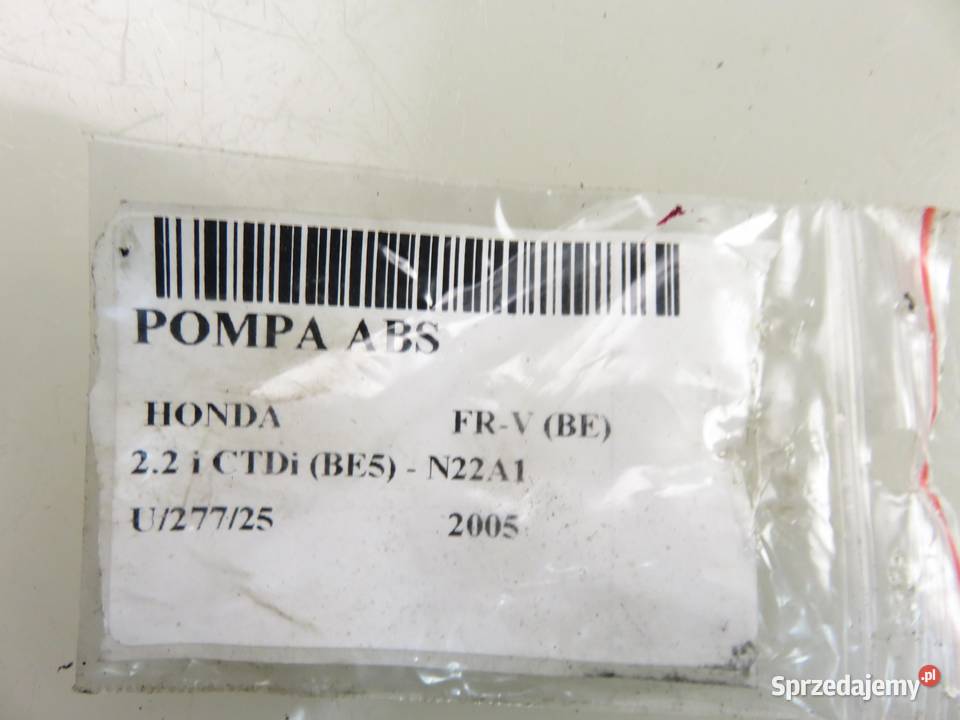 POMPA ABS
HONDA FR-V (BE)
2.2 i CTDi (BE5) - N22A1
U/277/25 2005
Sprzedajemy.pl